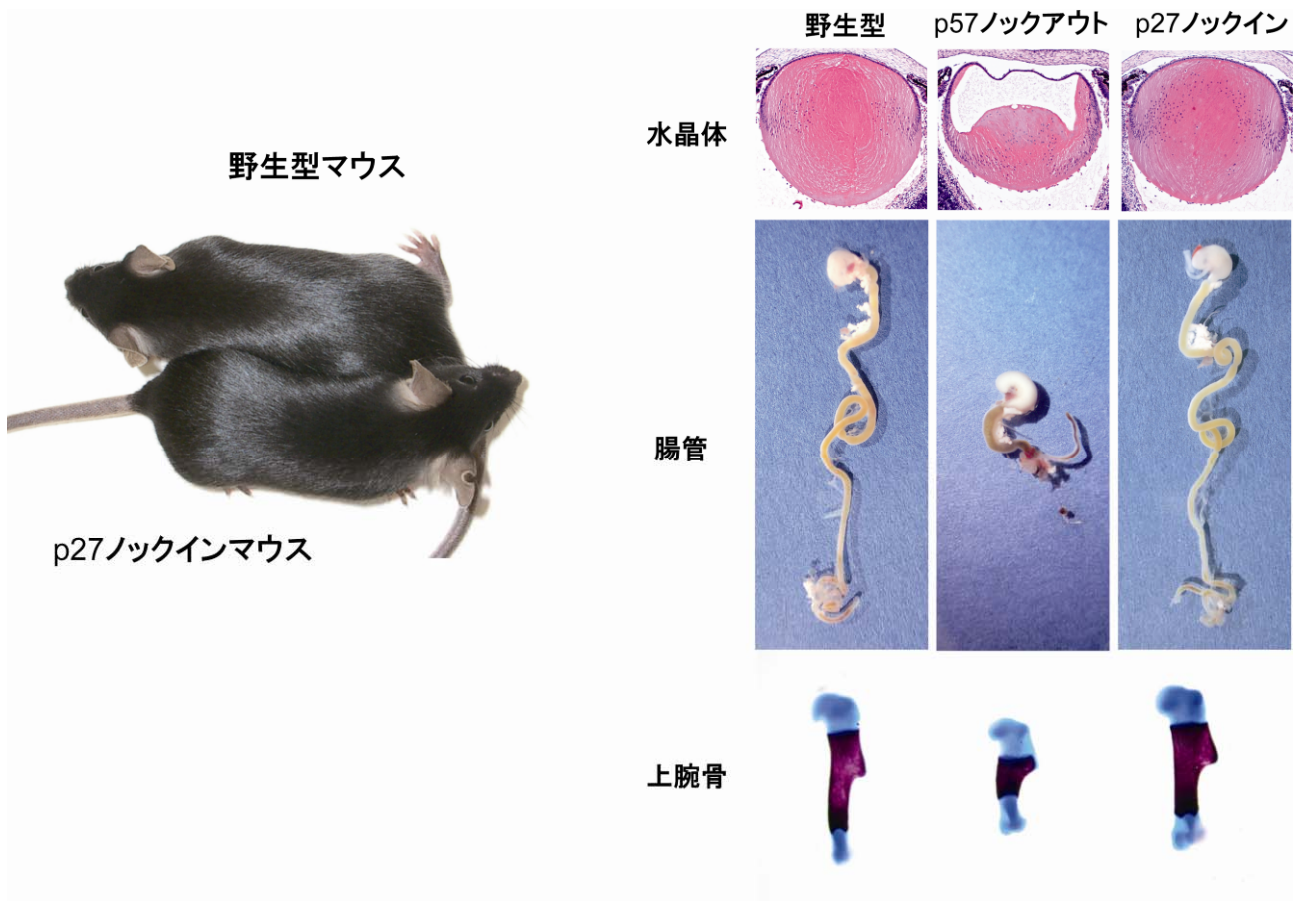 野生型
p57ノックアウト
p27ノックイン
水晶体
野生型マウス
腸管
p27ノックインマウス
上腕骨